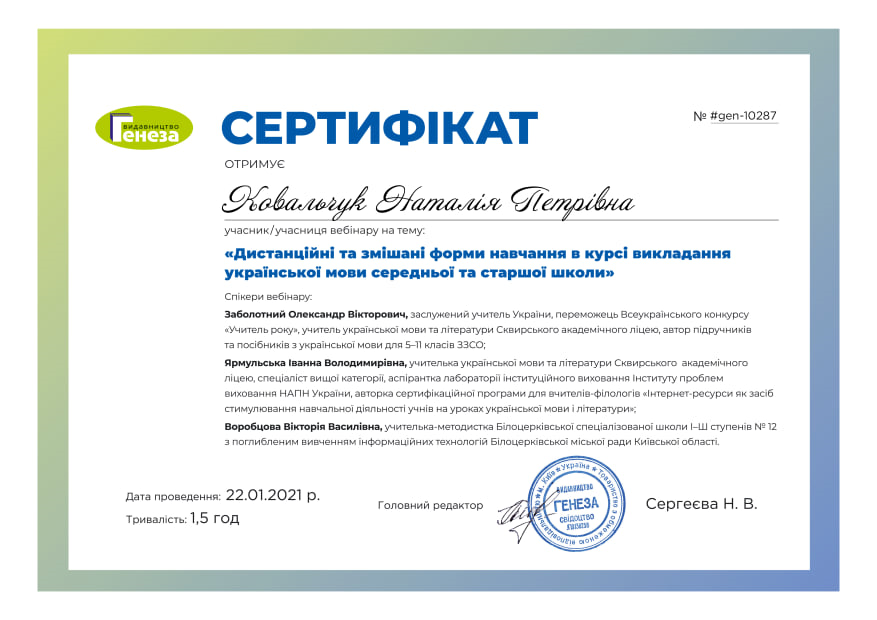 видавництво
Генеза
СЕРТИФІКАТ
№ #gen-10287
ОТРИМУЄ
Ковальчук Наталія Петрівна
учасник/учасниця вебінару на тему:
«Дистанційні та змішані форми навчання в курсі викладання
української мови середньої та старшої школи»
Спікери вебінару:
Заболотний Олександр Вікторович, заслужений учитель України, переможець Всеукраїнського конкурсу
«Учитель року», учитель української мови та літератури Сквирського академічного ліцею, автор підручників
та посібників з української мови для 5–11 класів ЗЗСО;
Ярмульська Іванна Володимирівна, учителька української мови та літератури Сквирського академічного
ліцею, спеціаліст вищої категорії, аспірантка лабораторії інституційного виховання Інституту проблем
виховання НАПН України, авторка сертифікаційної програми для вчителів-філологів «Інтернет-ресурси як засіб
стимулювання навчальної діяльності учнів на уроках української мови і літератури»;
Воробцова Вікторія Василівна, учителька-методистка Білоцерківської спеціалізованої школи І–Ш ступенів № 12
з поглибленим вивченням інформаційних технологій Білоцерківської міської ради Київської області.
Дата проведення: 22.01.2021 р.
Тривалість: 1,5 год
Головний редактор
Україна ★ Товариство з обмеженою відповідальністю ★ м. Київ ★
ВИДАВНИЦТВО
ГЕНЕЗА
СВІДОЦТВО
Сергеєва Н. В.